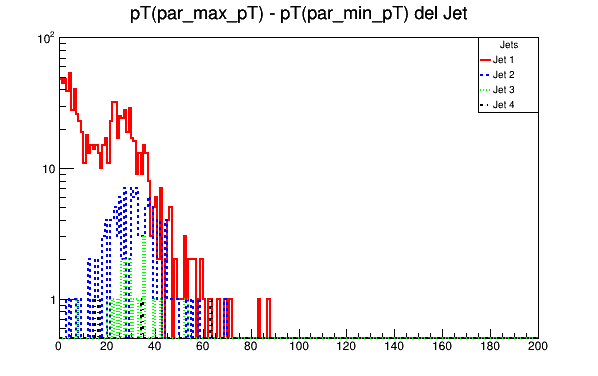 pT(par_max_pT) - pT(par_min_pT) del Jet
10²
Jets
Jet 1
Jet 2
Jet 3
Jet 4
10
1
0 20 40 60 80 100 120 140 160 180 200